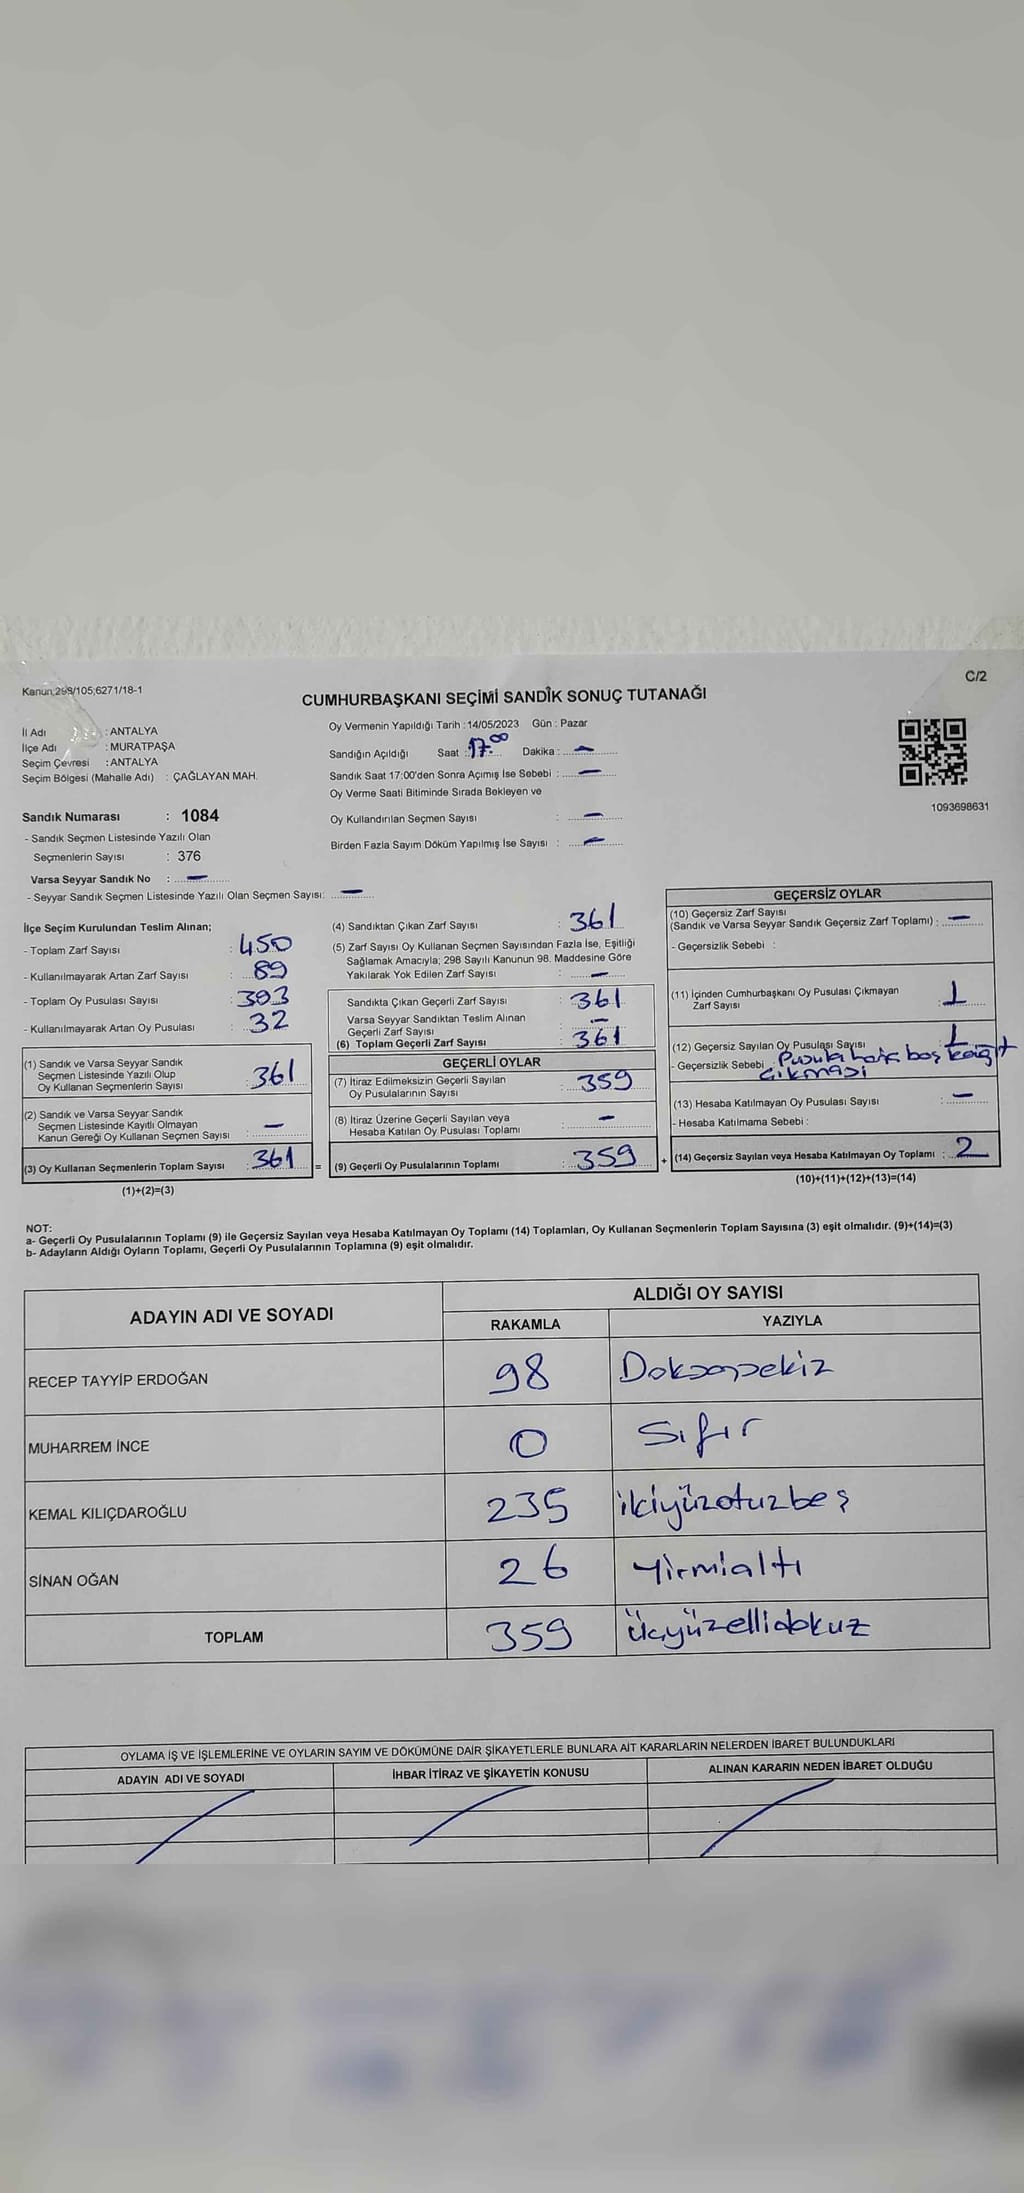 Kanun;298/105;6271/18-1
C/2
CUMHURBAŞKANI SEÇİMİ SANDIK SONUÇ TUTANAĞI
İl Adı : ANTALYA
İlçe Adı : MURATPAŞA
Seçim Çevresi : ANTALYA
Seçim Bölgesi (Mahalle Adı) : ÇAĞLAYAN MAH.
Sandık Numarası : 1084
- Sandık Seçmen Listesinde Yazılı Olan
Seçmenlerin Sayısı : 376
Varsa Seyyar Sandık No : —
- Seyyar Sandık Seçmen Listesinde Yazılı Olan Seçmen Sayısı: —
Oy Vermenin Yapıldığı Tarih : 14/05/2023 Gün : Pazar
Sandığın Açıldığı Saat : 17.00 Dakika : —
Sandık Saat 17:00'den Sonra Açımış İse Sebebi : —
Oy Verme Saati Bitiminde Sırada Bekleyen ve
Oy Kullandırılan Seçmen Sayısı : —
Birden Fazla Sayım Döküm Yapılmış İse Sayısı : —
1093698631
İlçe Seçim Kurulundan Teslim Alınan;
- Toplam Zarf Sayısı : 450
- Kullanılmayarak Artan Zarf Sayısı : 89
- Toplam Oy Pusulası Sayısı : 393
- Kullanılmayarak Artan Oy Pusulası : 32
(1) Sandık ve Varsa Seyyar Sandık
Seçmen Listesinde Yazılı Olup
Oy Kullanan Seçmenlerin Sayısı : 361
(2) Sandık ve Varsa Seyyar Sandık
Seçmen Listesinde Kayıtlı Olmayan
Kanun Gereği Oy Kullanan Seçmen Sayısı : —
(3) Oy Kullanan Seçmenlerin Toplam Sayısı : 361
(1)+(2)=(3)
(4) Sandıktan Çıkan Zarf Sayısı : 361
(5) Zarf Sayısı Oy Kullanan Seçmen Sayısından Fazla İse, Eşitliği
Sağlamak Amacıyla; 298 Sayılı Kanunun 98. Maddesine Göre
Yakılarak Yok Edilen Zarf Sayısı : —
Sandıkta Çıkan Geçerli Zarf Sayısı : 361
Varsa Seyyar Sandıktan Teslim Alınan
Geçerli Zarf Sayısı : —
(6) Toplam Geçerli Zarf Sayısı : 361
GEÇERLİ OYLAR
(7) İtiraz Edilmeksizin Geçerli Sayılan
Oy Pusulalarının Sayısı : 359
(8) İtiraz Üzerine Geçerli Sayılan veya
Hesaba Katılan Oy Pusulası Toplamı : —
= (9) Geçerli Oy Pusulalarının Toplamı : 359
GEÇERSİZ OYLAR
(10) Geçersiz Zarf Sayısı
(Sandık ve Varsa Seyyar Sandık Geçersiz Zarf Toplamı) : —
- Geçersizlik Sebebi :
(11) İçinden Cumhurbaşkanı Oy Pusulası Çıkmayan
Zarf Sayısı : 1
(12) Geçersiz Sayılan Oy Pusulası Sayısı : 1
- Geçersizlik Sebebi : Pusula hariç boş kağıt
çıkması
(13) Hesaba Katılmayan Oy Pusulası Sayısı : —
- Hesaba Katılmama Sebebi :
+ (14) Geçersiz Sayılan veya Hesaba Katılmayan Oy Toplamı : 2
(10)+(11)+(12)+(13)=(14)
NOT:
a- Geçerli Oy Pusulalarının Toplamı (9) ile Geçersiz Sayılan veya Hesaba Katılmayan Oy Toplamı (14) Toplamları, Oy Kullanan Seçmenlerin Toplam Sayısına (3) eşit olmalıdır. (9)+(14)=(3)
b- Adayların Aldığı Oyların Toplamı, Geçerli Oy Pusulalarının Toplamına (9) eşit olmalıdır.
ADAYIN ADI VE SOYADI
ALDIĞI OY SAYISI
RAKAMLA YAZIYLA
RECEP TAYYİP ERDOĞAN 98 Doksansekiz
MUHARREM İNCE 0 Sıfır
KEMAL KILIÇDAROĞLU 235 ikiyüzotuzbeş
SİNAN OĞAN 26 Yirmialtı
TOPLAM 359 üçyüzellidokuz
OYLAMA İŞ VE İŞLEMLERİNE VE OYLARIN SAYIM VE DÖKÜMÜNE DAİR ŞİKAYETLERLE BUNLARA AİT KARARLARIN NELERDEN İBARET BULUNDUKLARI
ADAYIN ADI VE SOYADI İHBAR İTİRAZ VE ŞİKAYETİN KONUSU ALINAN KARARIN NEDEN İBARET OLDUĞU